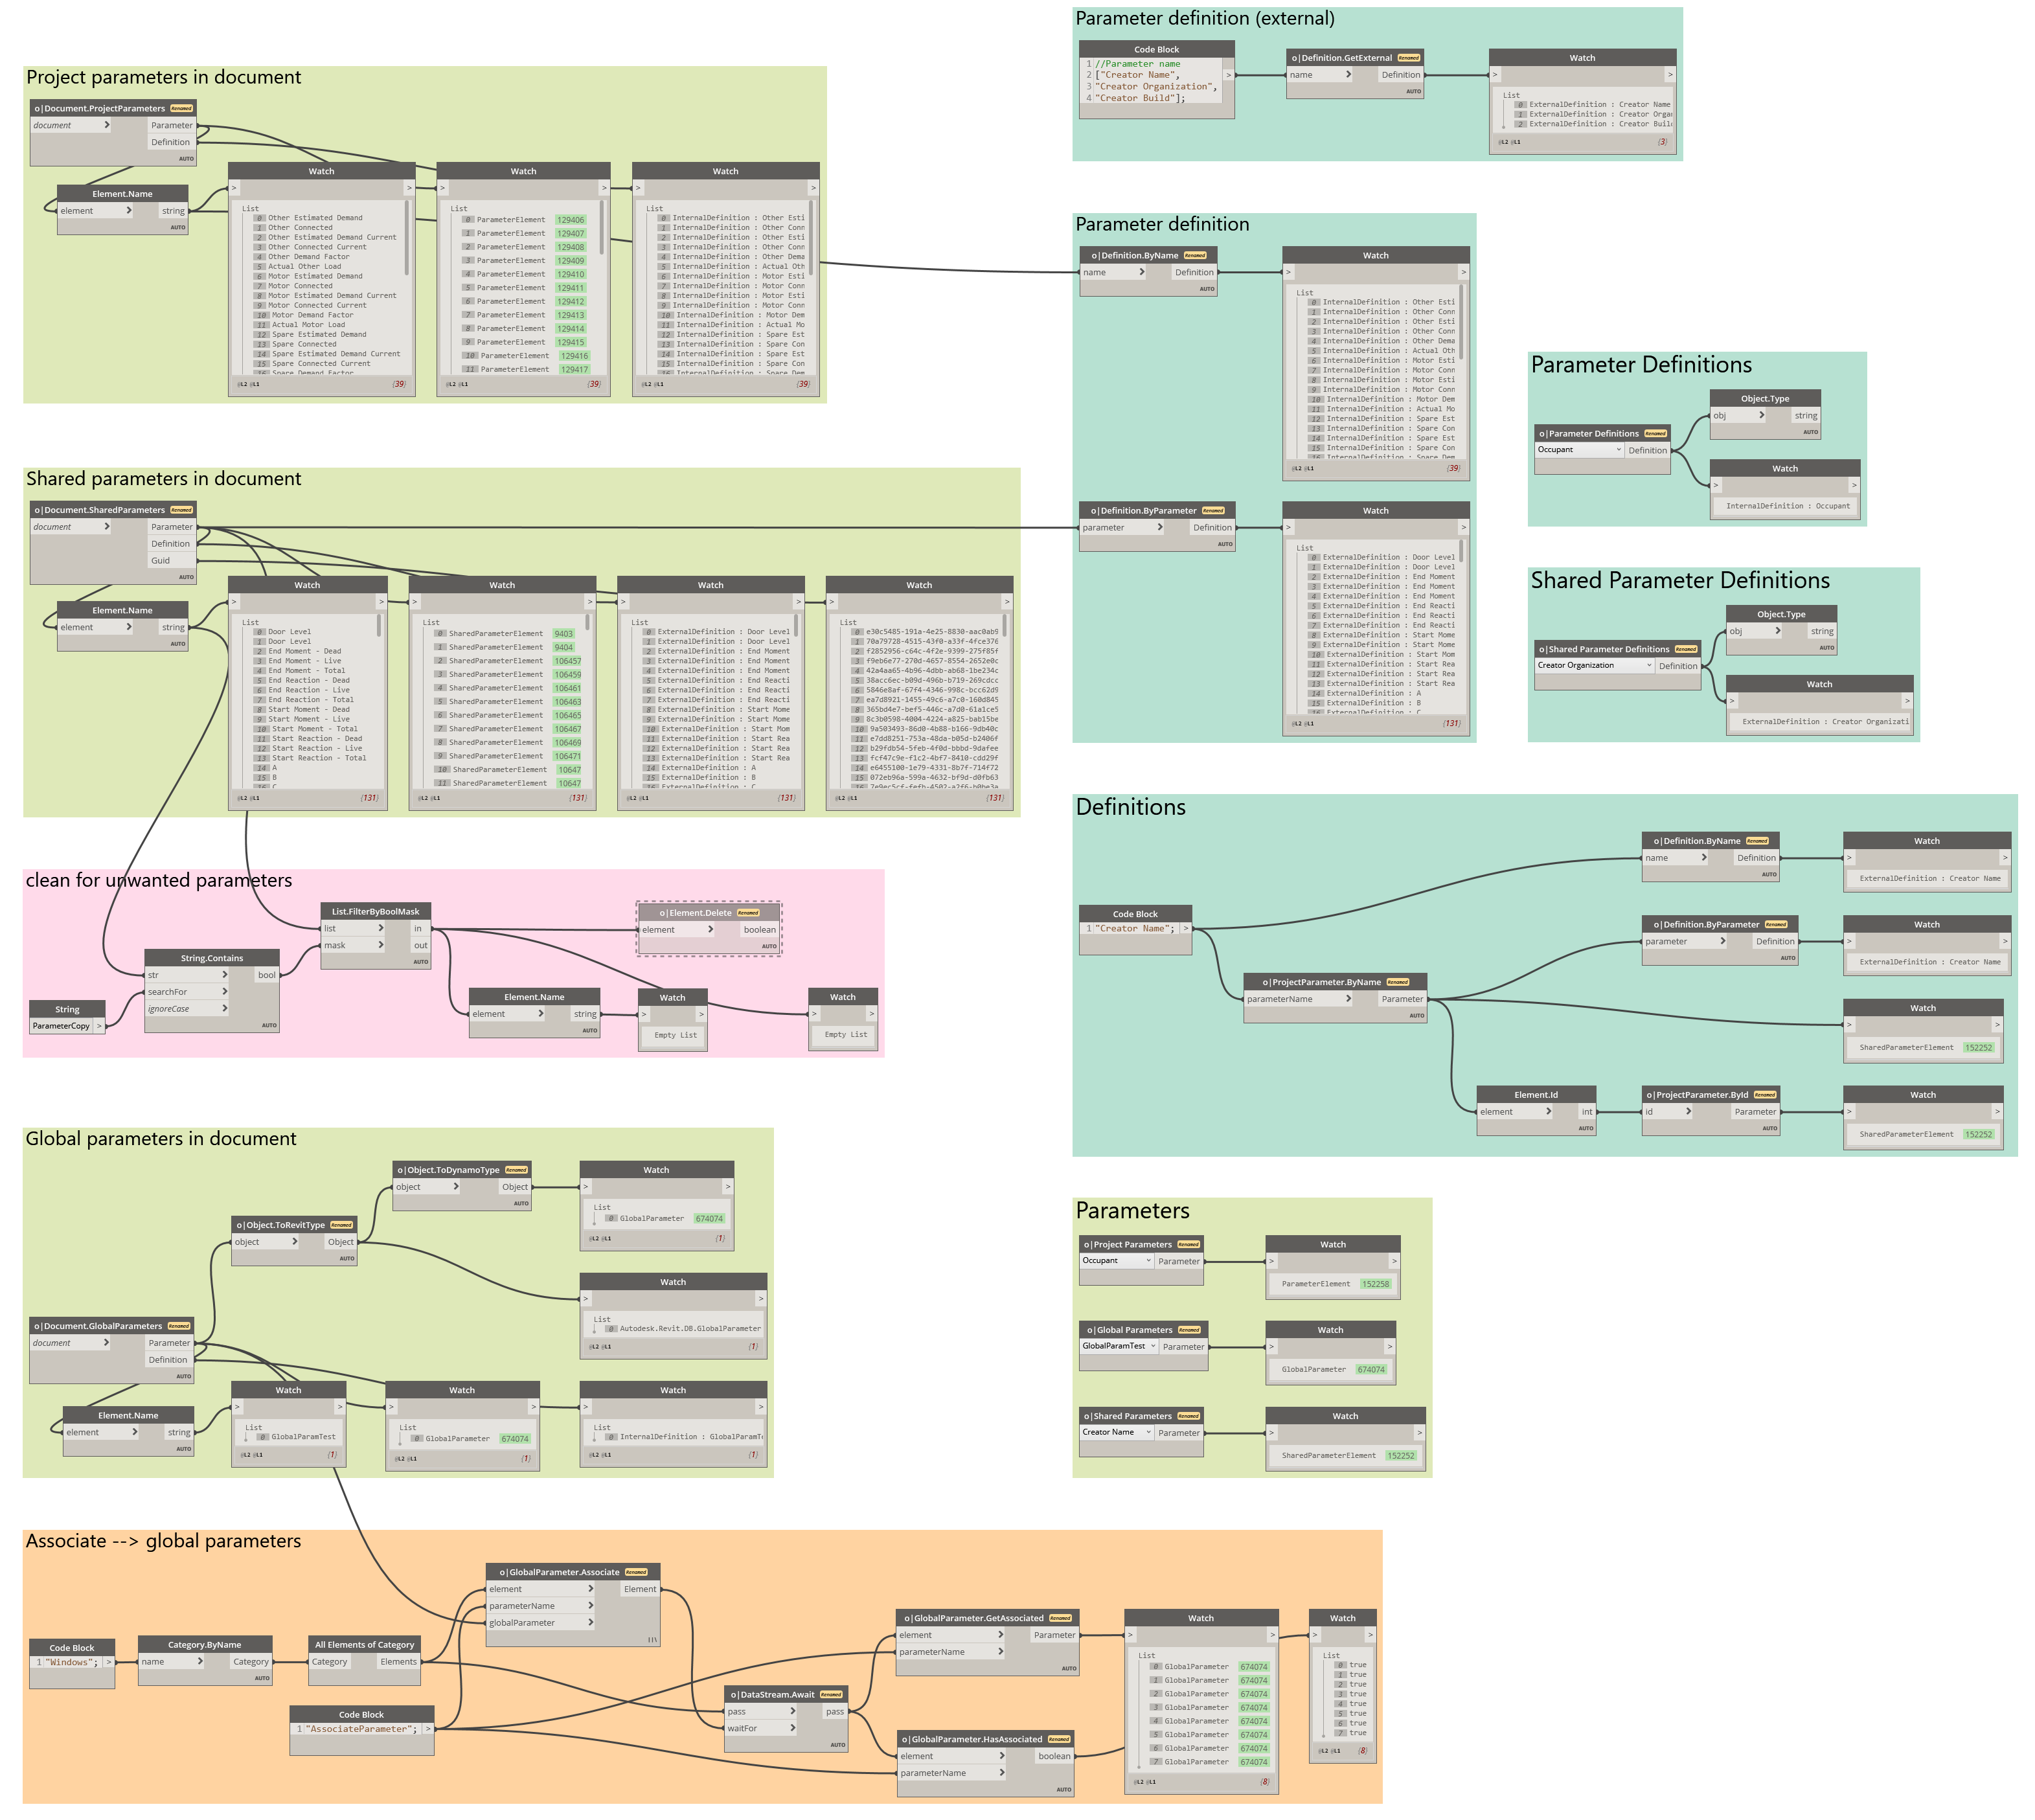 Project parameters in document
o|Document.ProjectParameters Renamed
document > Parameter
Definition
AUTO
Element.Name
element > string
AUTO
Watch
> >
List
0 Other Estimated Demand
1 Other Connected
2 Other Estimated Demand Current
3 Other Connected Current
4 Other Demand Factor
5 Actual Other Load
6 Motor Estimated Demand
7 Motor Connected
8 Motor Estimated Demand Current
9 Motor Connected Current
10 Motor Demand Factor
11 Actual Motor Load
12 Spare Estimated Demand
13 Spare Connected
14 Spare Estimated Demand Current
15 Spare Connected Current
16 Spare Demand Factor
@L2 @L1 {39}
Watch
> >
List
0 ParameterElement 129406
1 ParameterElement 129407
2 ParameterElement 129408
3 ParameterElement 129409
4 ParameterElement 129410
5 ParameterElement 129411
6 ParameterElement 129412
7 ParameterElement 129413
8 ParameterElement 129414
9 ParameterElement 129415
10 ParameterElement 129416
11 ParameterElement 129417
@L2 @L1 {39}
Watch
> >
List
0 InternalDefinition : Other Esti
1 InternalDefinition : Other Conn
2 InternalDefinition : Other Esti
3 InternalDefinition : Other Conn
4 InternalDefinition : Other Dema
5 InternalDefinition : Actual Oth
6 InternalDefinition : Motor Esti
7 InternalDefinition : Motor Conn
8 InternalDefinition : Motor Esti
9 InternalDefinition : Motor Conn
10 InternalDefinition : Motor Dem
11 InternalDefinition : Actual Mo
12 InternalDefinition : Spare Est
13 InternalDefinition : Spare Con
14 InternalDefinition : Spare Est
15 InternalDefinition : Spare Con
16 InternalDefinition : Spare Dem
@L2 @L1 {39}
Shared parameters in document
o|Document.SharedParameters Renamed
document > Parameter
Definition
Guid
AUTO
Element.Name
element > string
AUTO
Watch
> >
List
0 Door Level
1 Door Level
2 End Moment - Dead
3 End Moment - Live
4 End Moment - Total
5 End Reaction - Dead
6 End Reaction - Live
7 End Reaction - Total
8 Start Moment - Dead
9 Start Moment - Live
10 Start Moment - Total
11 Start Reaction - Dead
12 Start Reaction - Live
13 Start Reaction - Total
14 A
15 B
16 C
@L2 @L1 {131}
Watch
> >
List
0 SharedParameterElement 9403
1 SharedParameterElement 9404
2 SharedParameterElement 106457
3 SharedParameterElement 106459
4 SharedParameterElement 106461
5 SharedParameterElement 106463
6 SharedParameterElement 106465
7 SharedParameterElement 106467
8 SharedParameterElement 106469
9 SharedParameterElement 106471
10 SharedParameterElement 10647
11 SharedParameterElement 10647
@L2 @L1 {131}
Watch
> >
List
0 ExternalDefinition : Door Level
1 ExternalDefinition : Door Level
2 ExternalDefinition : End Moment
3 ExternalDefinition : End Moment
4 ExternalDefinition : End Moment
5 ExternalDefinition : End Reacti
6 ExternalDefinition : End Reacti
7 ExternalDefinition : End Reacti
8 ExternalDefinition : Start Mome
9 ExternalDefinition : Start Mome
10 ExternalDefinition : Start Mom
11 ExternalDefinition : Start Rea
12 ExternalDefinition : Start Rea
13 ExternalDefinition : Start Rea
14 ExternalDefinition : A
15 ExternalDefinition : B
16 ExternalDefinition : C
@L2 @L1 {131}
Watch
> >
List
0 e30c5485-191a-4e25-8830-aac0ab9
1 70a79728-4515-43f0-a33f-4fce376
2 f2852956-c64c-4f2e-9399-275f85f
3 f9eb6e77-270d-4657-8554-2652e0c
4 42a4aa65-4b96-4dbb-ab68-1be234c
5 38acc6ec-b09d-496b-b719-269cdcc
6 5846e8af-67f4-4346-998c-bcc62d9
7 ea7d8921-1455-49c6-a7c0-160d845
8 365bd4e7-bef5-446c-a7d0-61a1ce5
9 8c3b0598-4004-4224-a825-bab15be
10 9a503493-86d0-4b88-b166-9db40c
11 e7dd8251-753a-48da-b05d-b2406f
12 b29fdb54-5feb-4f0d-bbbd-9dafee
13 fcf47c9e-f1c2-4bf7-8410-cdd29f
14 e6455100-1e79-4331-8b7f-714f72
15 072eb96a-599a-4632-bf9d-d0fb63
@L2 @L1 {131}
clean for unwanted parameters
List.FilterByBoolMask
list > in
mask > out
AUTO
o|Element.Delete Renamed
element > boolean
AUTO
String.Contains
str > bool
searchFor >
ignoreCase >
AUTO
String
ParameterCopy >
Element.Name
element > string
AUTO
Watch
> >
Empty List
Watch
> >
Empty List
Global parameters in document
o|Object.ToDynamoType Renamed
object > Object
AUTO
Watch
> >
List
0 GlobalParameter 674074
@L2 @L1 {1}
o|Object.ToRevitType Renamed
object > Object
AUTO
Watch
> >
List
0 Autodesk.Revit.DB.GlobalParameter
@L2 @L1 {1}
o|Document.GlobalParameters Renamed
document > Parameter
Definition
AUTO
Element.Name
element > string
AUTO
Watch
> >
List
0 GlobalParamTest
@L2 @L1 {1}
Watch
> >
List
0 GlobalParameter 674074
@L2 @L1 {1}
Watch
> >
List
0 InternalDefinition : GlobalParamT
@L2 @L1 {1}
Associate --> global parameters
o|GlobalParameter.Associate Renamed
element > Element
parameterName >
globalParameter >
Code Block
1 "Windows"; >
Category.ByName
name > Category
AUTO
All Elements of Category
Category Elements
AUTO
Code Block
1 "AssociateParameter"; >
o|DataStream.Await Renamed
pass > pass
waitFor >
AUTO
o|GlobalParameter.GetAssociated Renamed
element > Parameter
parameterName >
AUTO
o|GlobalParameter.HasAssociated Renamed
element > boolean
parameterName >
AUTO
Watch
> >
List
0 GlobalParameter 674074
1 GlobalParameter 674074
2 GlobalParameter 674074
3 GlobalParameter 674074
4 GlobalParameter 674074
5 GlobalParameter 674074
6 GlobalParameter 674074
7 GlobalParameter 674074
@L2 @L1 {8}
Watch
> >
List
0 true
1 true
2 true
3 true
4 true
5 true
6 true
7 true
@L2 @L1 {8}
Parameter definition (external)
Code Block
1 //Parameter name
2 ["Creator Name", >
3 "Creator Organization",
4 "Creator Build"];
o|Definition.GetExternal Renamed
name > Definition
AUTO
Watch
> >
List
0 ExternalDefinition : Creator Name
1 ExternalDefinition : Creator Orga
2 ExternalDefinition : Creator Buil
@L2 @L1 {3}
Parameter definition
o|Definition.ByName Renamed
name > Definition
AUTO
Watch
> >
List
0 InternalDefinition : Other Esti
1 InternalDefinition : Other Conn
2 InternalDefinition : Other Esti
3 InternalDefinition : Other Conn
4 InternalDefinition : Other Dema
5 InternalDefinition : Actual Oth
6 InternalDefinition : Motor Esti
7 InternalDefinition : Motor Conn
8 InternalDefinition : Motor Esti
9 InternalDefinition : Motor Conn
10 InternalDefinition : Motor Dem
11 InternalDefinition : Actual Mo
12 InternalDefinition : Spare Est
13 InternalDefinition : Spare Con
14 InternalDefinition : Spare Est
15 InternalDefinition : Spare Con
16 InternalDefinition : Spare Dem
@L2 @L1 {39}
o|Definition.ByParameter Renamed
parameter > Definition
AUTO
Watch
> >
List
0 ExternalDefinition : Door Level
1 ExternalDefinition : Door Level
2 ExternalDefinition : End Moment
3 ExternalDefinition : End Moment
4 ExternalDefinition : End Moment
5 ExternalDefinition : End Reacti
6 ExternalDefinition : End Reacti
7 ExternalDefinition : End Reacti
8 ExternalDefinition : Start Mome
9 ExternalDefinition : Start Mome
10 ExternalDefinition : Start Mom
11 ExternalDefinition : Start Rea
12 ExternalDefinition : Start Rea
13 ExternalDefinition : Start Rea
14 ExternalDefinition : A
15 ExternalDefinition : B
16 ExternalDefinition : C
@L2 @L1 {131}
Parameter Definitions
o|Parameter Definitions Renamed
Occupant Definition
Object.Type
obj > string
AUTO
Watch
> >
InternalDefinition : Occupant
Shared Parameter Definitions
o|Shared Parameter Definitions Renamed
Creator Organization Definition
Object.Type
obj > string
AUTO
Watch
> >
ExternalDefinition : Creator Organizati
Definitions
Code Block
1 "Creator Name"; >
o|Definition.ByName Renamed
name > Definition
AUTO
Watch
> >
ExternalDefinition : Creator Name
o|Definition.ByParameter Renamed
parameter > Definition
AUTO
Watch
> >
ExternalDefinition : Creator Name
o|ProjectParameter.ByName Renamed
parameterName > Parameter
AUTO
Watch
> >
SharedParameterElement 152252
Element.Id
element > int
AUTO
o|ProjectParameter.ById Renamed
id > Parameter
AUTO
Watch
> >
SharedParameterElement 152252
Parameters
o|Project Parameters Renamed
Occupant Parameter
Watch
> >
ParameterElement 152258
o|Global Parameters Renamed
GlobalParamTest Parameter
Watch
> >
GlobalParameter 674074
o|Shared Parameters Renamed
Creator Name Parameter
Watch
> >
SharedParameterElement 152252